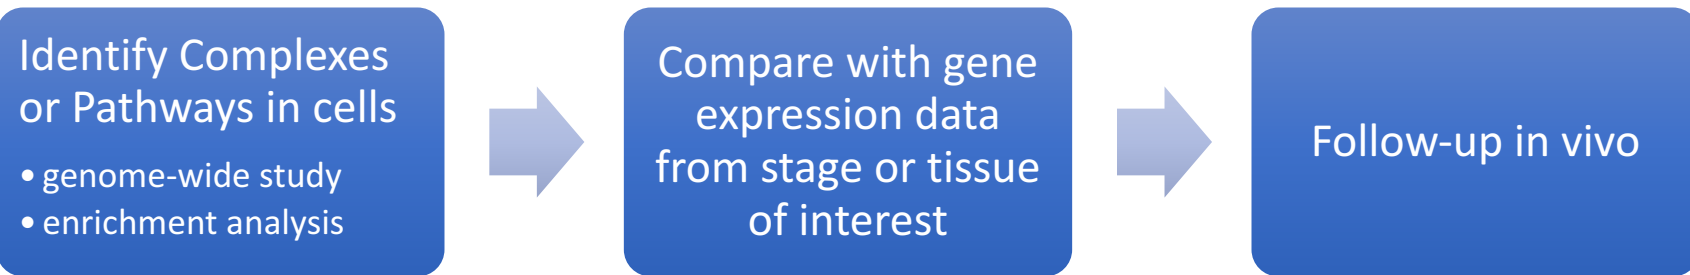 Identify Complexes
or Pathways in cells
• genome-wide study
• enrichment analysis
Compare with gene
expression data
from stage or tissue
of interest
Follow-up in vivo